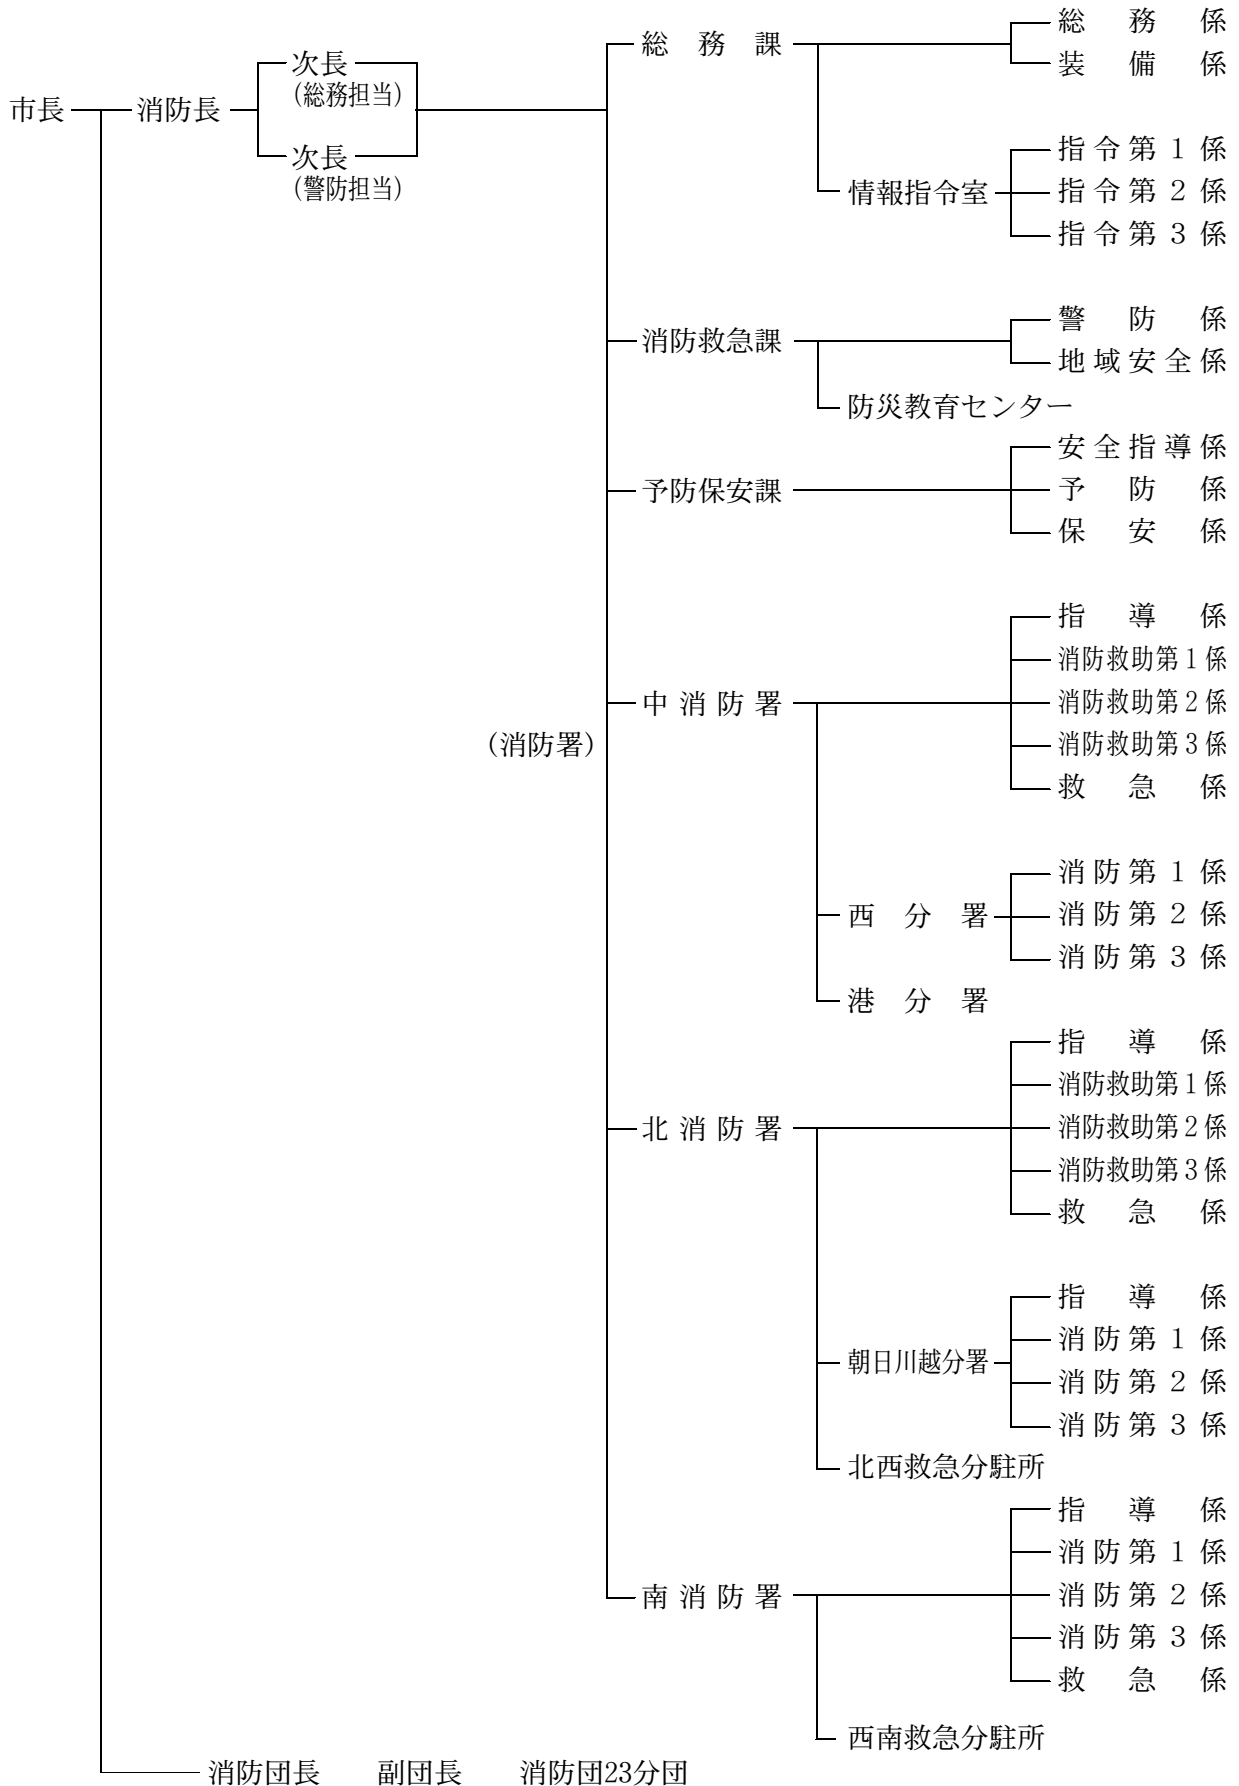 総務課
総務係
装備係
市長
消防長
次長
(総務担当)
次長
(警防担当)
情報指令室
指令第1係
指令第2係
指令第3係
消防救急課
警防係
地域安全係
防災教育センター
予防保安課
安全指導係
予防係
保安係
(消防署)
中消防署
指導係
消防救助第1係
消防救助第2係
消防救助第3係
救急係
西分署
消防第1係
消防第2係
消防第3係
港分署
北消防署
指導係
消防救助第1係
消防救助第2係
消防救助第3係
救急係
朝日川越分署
指導係
消防第1係
消防第2係
消防第3係
北西救急分駐所
南消防署
指導係
消防第1係
消防第2係
消防第3係
救急係
西南救急分駐所
消防団長 副団長 消防団23分団